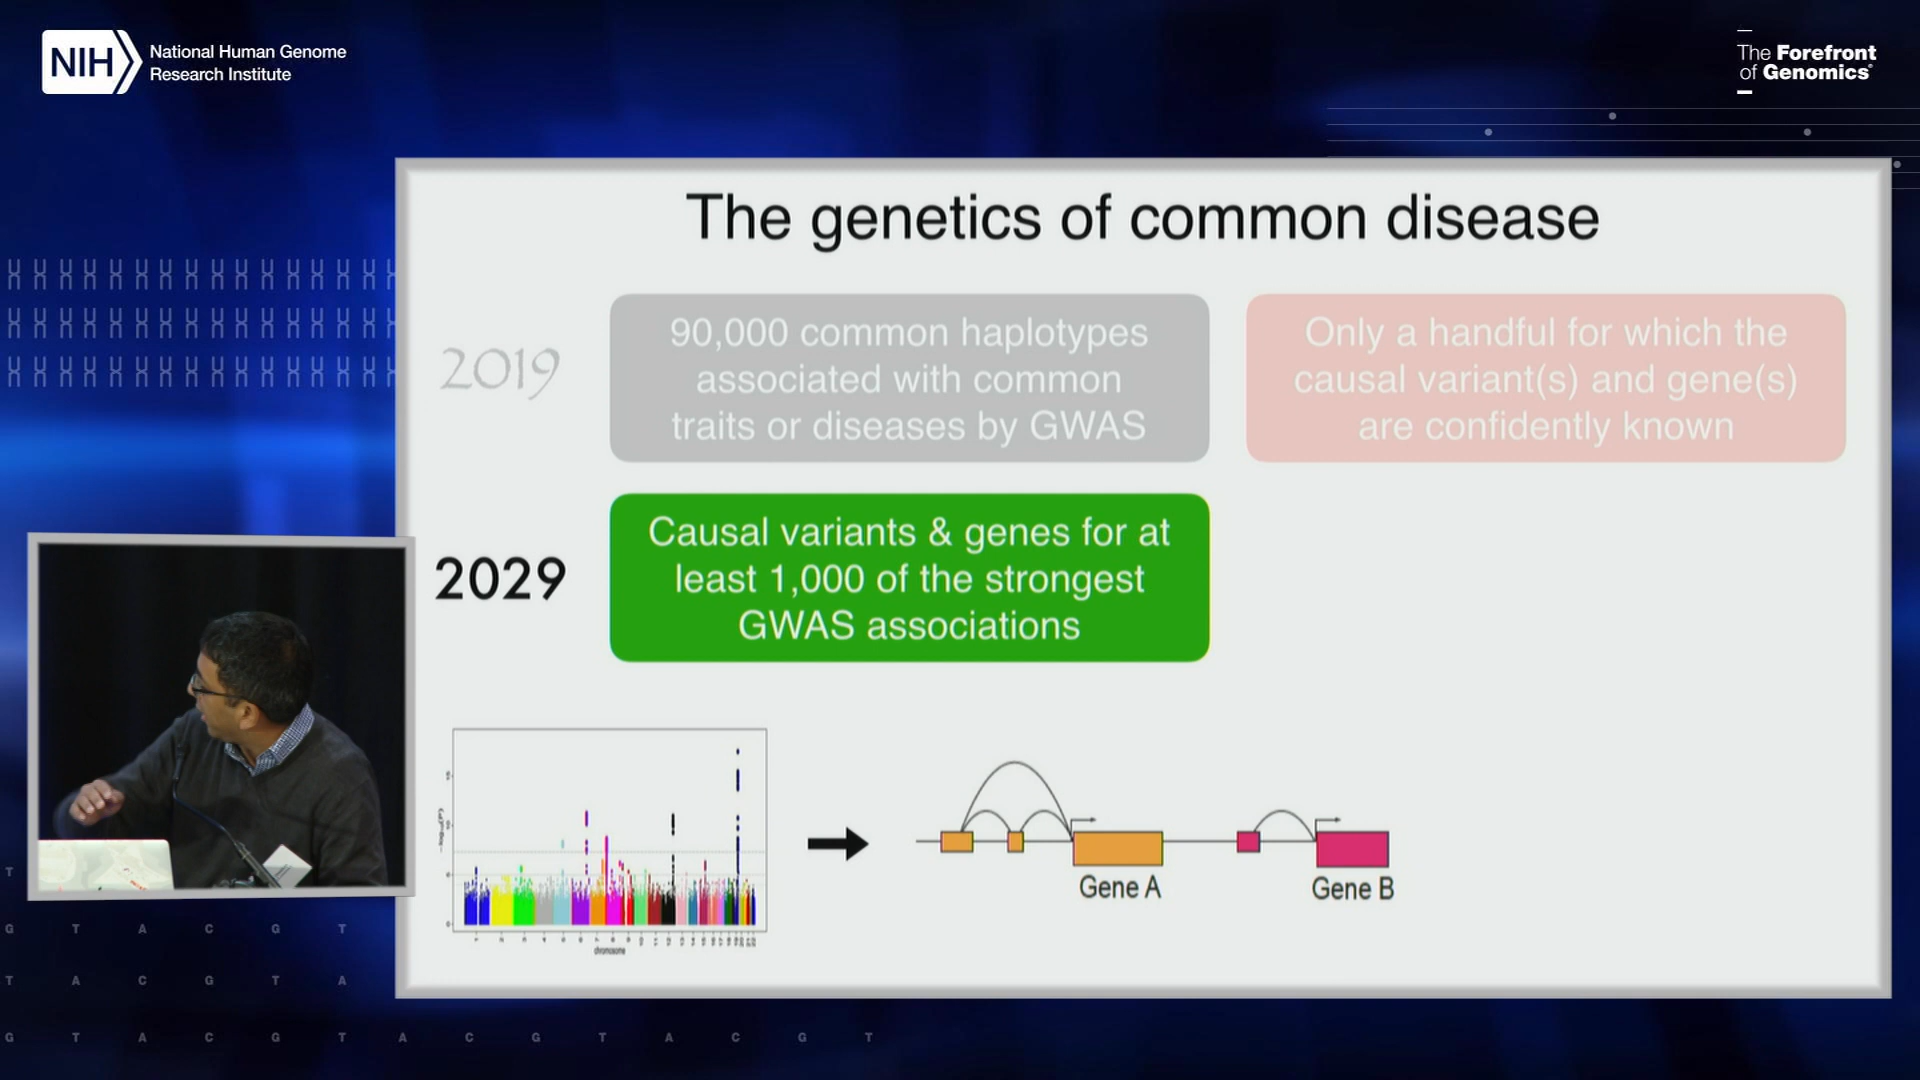 NIH
National Human Genome
Research Institute
The Forefront
of Genomics
The genetics of common disease
2019
90,000 common haplotypes
associated with common
traits or diseases by GWAS
Only a handful for which the
causal variant(s) and gene(s)
are confidently known
2029
Causal variants & genes for at
least 1,000 of the strongest
GWAS associations
chromosome
Gene A
Gene B
T
G T A C G T
T A C G T A
G T A C G T A C G T A C G T